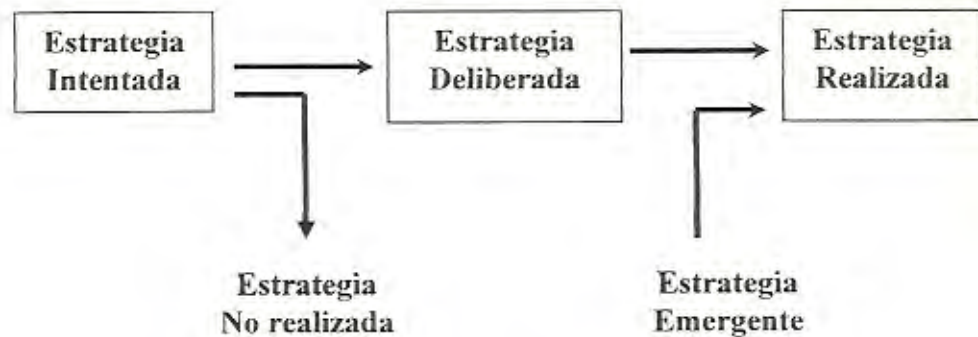 Estrategia
Intentada
Estrategia
Deliberada
Estrategia
Realizada
Estrategia
No realizada
Estrategia
Emergente